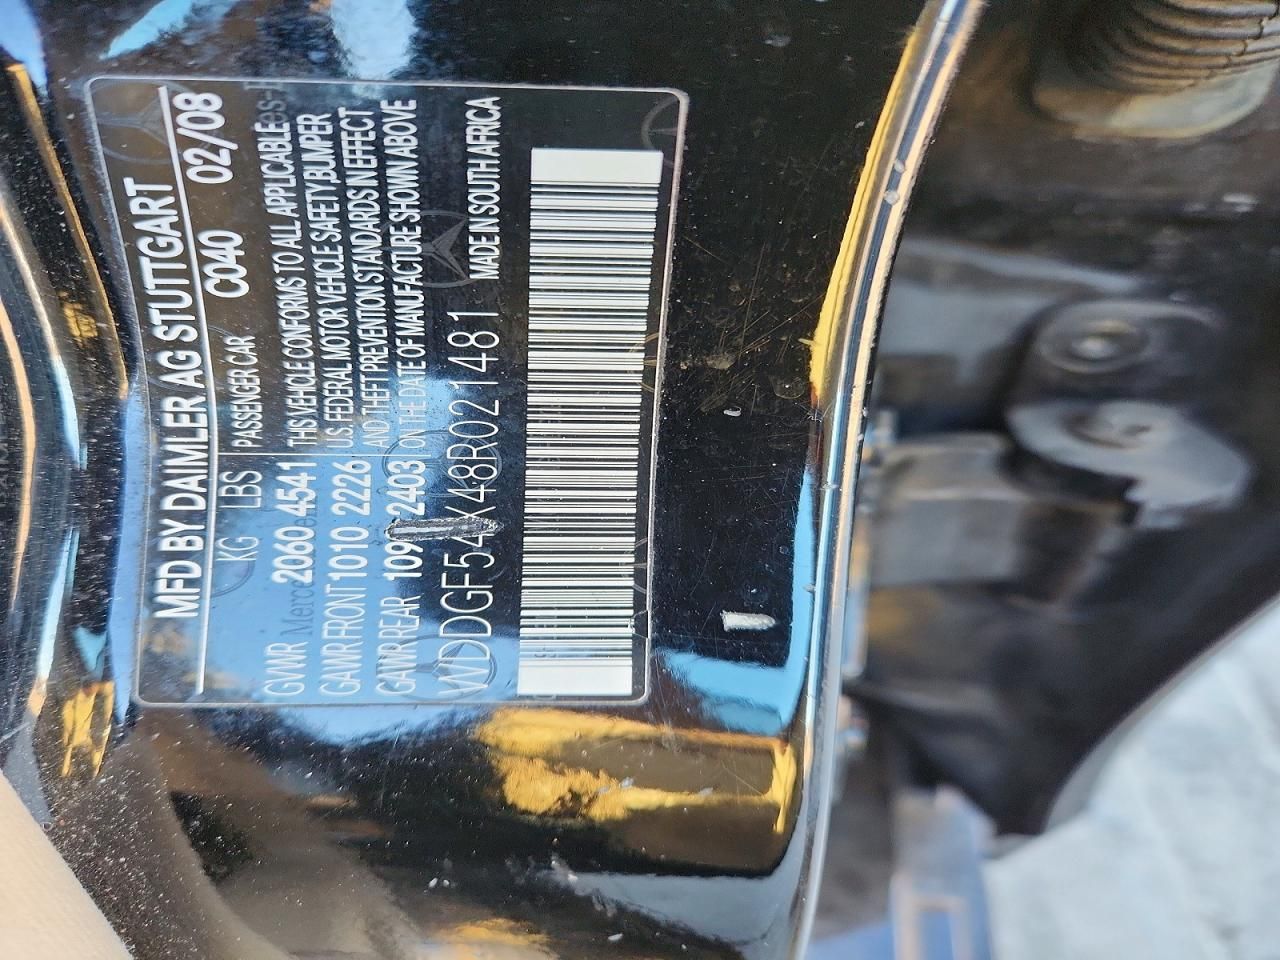 MFD BY DAIMLER AG STUTTGART
C040 02/08
KG LBS PASSENGER CAR
GVWR 2060 4541 THIS VEHICLE CONFORMS TO ALL APPLICABLE
GAWR FRONT 1010 2226 U.S. FEDERAL MOTOR VEHICLE SAFETY BUMPER
GAWR REAR 109 2403 AND THEFT PREVENTION STANDARDS IN EFFECT
ON THE DATE OF MANUFACTURE SHOWN ABOVE
WDDGF54X48R021481 MADE IN SOUTH AFRICA